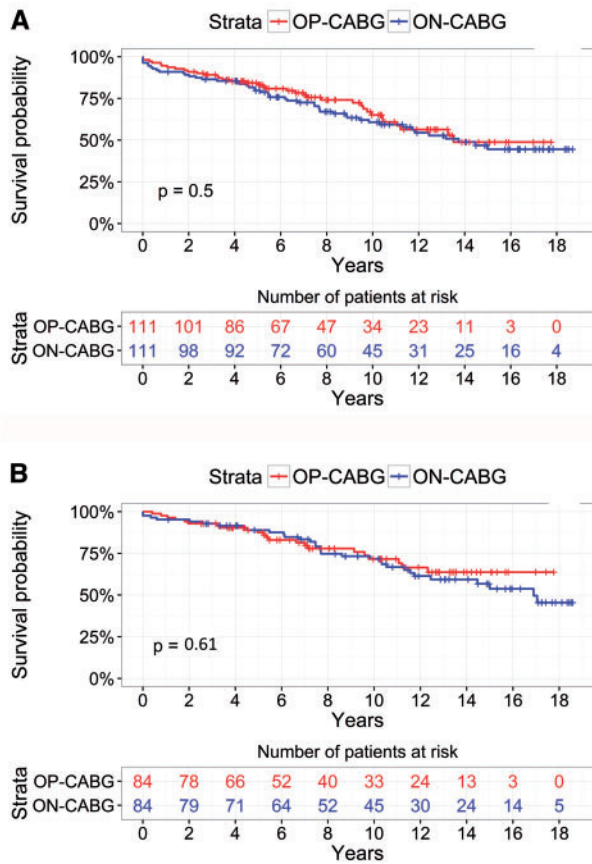 A
Strata OP-CABG ON-CABG
Survival probability
100%
75%
50%
25%
0%
p = 0.5
0 2 4 6 8 10 12 14 16 18
Years
Number of patients at risk
Strata
OP-CABG 111 101 86 67 47 34 23 11 3 0
ON-CABG 111 98 92 72 60 45 31 25 16 4
0 2 4 6 8 10 12 14 16 18
Years
B
Strata OP-CABG ON-CABG
Survival probability
100%
75%
50%
25%
0%
p = 0.61
0 2 4 6 8 10 12 14 16 18
Years
Number of patients at risk
Strata
OP-CABG 84 78 66 52 40 33 24 13 3 0
ON-CABG 84 79 71 64 52 45 30 24 14 5
0 2 4 6 8 10 12 14 16 18
Years